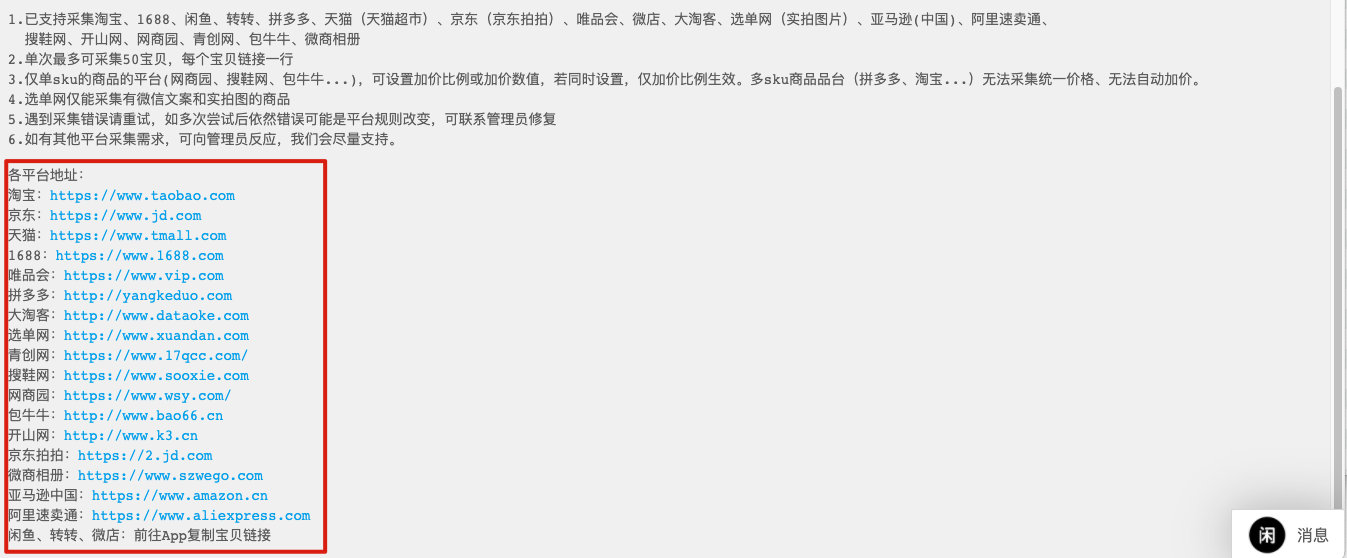 1.已支持采集淘宝、1688、闲鱼、转转、拼多多、天猫（天猫超市）、京东（京东拍拍）、唯品会、微店、大淘客、选单网（实拍图片）、亚马逊(中国)、阿里速卖通、
搜鞋网、开山网、网商园、青创网、包牛牛、微商相册
2.单次最多可采集50宝贝，每个宝贝链接一行
3.仅单sku的商品的平台(网商园、搜鞋网、包牛牛...)，可设置加价比例或加价数值，若同时设置，仅加价比例生效。多sku商品品台（拼多多、淘宝...）无法采集统一价格、无法自动加价。
4.选单网仅能采集有微信文案和实拍图的商品
5.遇到采集错误请重试，如多次尝试后依然错误可能是平台规则改变，可联系管理员修复
6.如有其他平台采集需求，可向管理员反应，我们会尽量支持。
各平台地址：
淘宝：https://www.taobao.com
京东：https://www.jd.com
天猫：https://www.tmall.com
1688：https://www.1688.com
唯品会：https://www.vip.com
拼多多：http://yangkeduo.com
大淘客：http://www.dataoke.com
选单网：http://www.xuandan.com
青创网：https://www.17qcc.com/
搜鞋网：https://www.sooxie.com
网商园：https://www.wsy.com/
包牛牛：http://www.bao66.cn
开山网：http://www.k3.cn
京东拍拍：https://2.jd.com
微商相册：https://www.szwego.com
亚马逊中国：https://www.amazon.cn
阿里速卖通：https://www.aliexpress.com
闲鱼、转转、微店：前往App复制宝贝链接
闲 消息